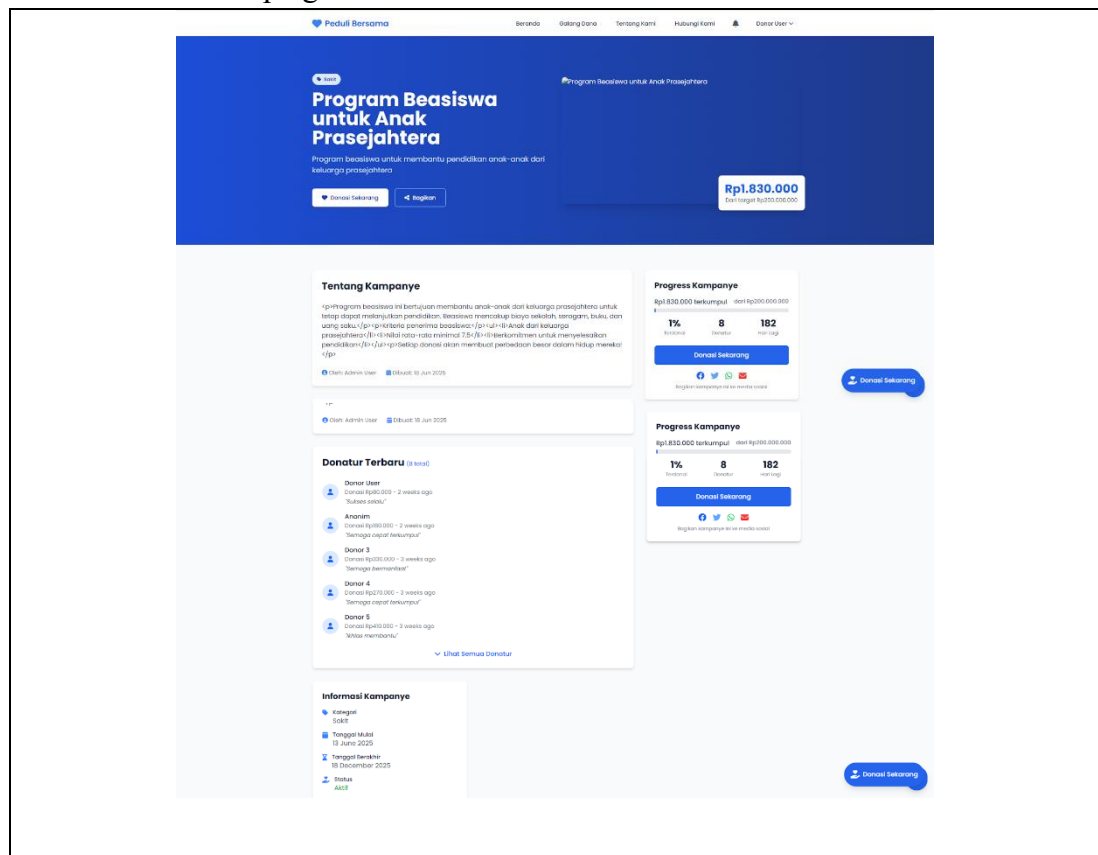 Peduli Bersama
Beranda Galang Dana Tentang Kami Hubungi Kami Donor User
Sakit
Program Beasiswa
untuk Anak
Prasejahtera
Program beasiswa untuk membantu pendidikan anak-anak dari
keluarga prasejahtera
Donasi Sekarang Bagikan
Program Beasiswa untuk Anak Prasejahtera
Rp1.830.000
Dari target Rp200.000.000
Tentang Kampanye
<p>Program beasiswa ini bertujuan membantu anak-anak dari keluarga prasejahtera untuk
tetap dapat melanjutkan pendidikan. Beasiswa mencakup biaya sekolah, seragam, buku, dan
uang saku.</p><p>Kriteria penerima beasiswa:</p><ul><li>Anak dari keluarga
prasejahtera</li><li>Nilai rata-rata minimal 7.5</li><li>Berkomitmen untuk menyelesaikan
pendidikan</li></ul><p>Setiap donasi akan membuat perbedaan besar dalam hidup mereka!
</p>
Oleh: Admin User Dibuat: 18 Jun 2025
Progress Kampanye
Rp1.830.000 terkumpul dari Rp200.000.000
1% 8 182
Terdanai Donatur Hari Lagi
Donasi Sekarang
Bagikan kampanye ini ke media sosial
Donasi Sekarang
Oleh: Admin User Dibuat: 18 Jun 2025
Progress Kampanye
Rp1.830.000 terkumpul dari Rp200.000.000
1% 8 182
Terdanai Donatur Hari Lagi
Donasi Sekarang
Bagikan kampanye ini ke media sosial
Donatur Terbaru (8 total)
Donor User
Donasi - 2 weeks ago
"Sukses selalu"
Anonim
Donasi - 2 weeks ago
"Semoga cepat terkumpul"
Donor 3
Donasi - 3 weeks ago
"Semoga bermanfaat"
Donor 4
Donasi Rp270.000 - 3 weeks ago
"Semoga cepat terkumpul"
Donor 5
Donasi Rp410.000 - 3 weeks ago
"Ikhlas membantu"
Lihat Semua Donatur
Informasi Kampanye
Kategori
Sakit
Tanggal Mulai
13 June 2025
Tanggal Berakhir
18 December 2025
Status
Aktif
Donasi Sekarang